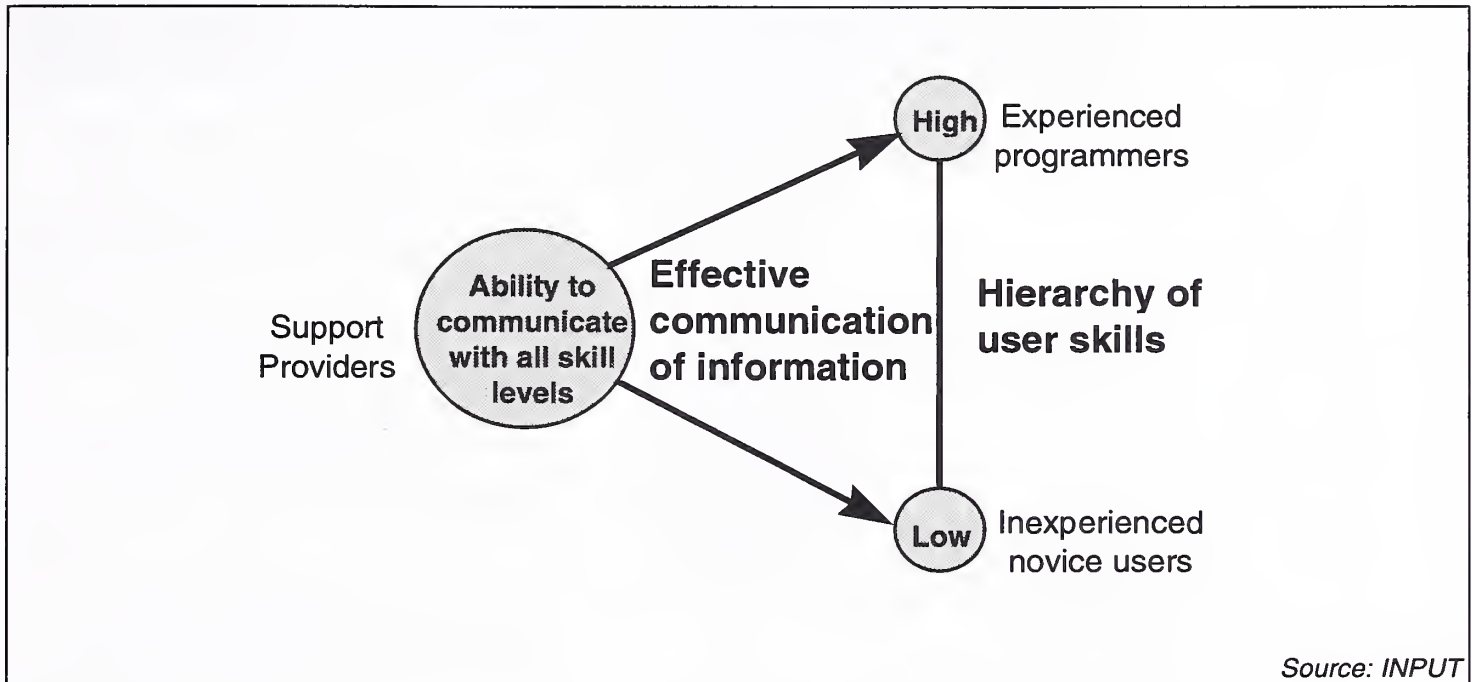 High
Experienced
programmers
Support
Providers
Ability to
communicate
with all skill
levels
Effective
communication
of information
Hierarchy of
user skills
Low
Inexperienced
novice users
Source: INPUT